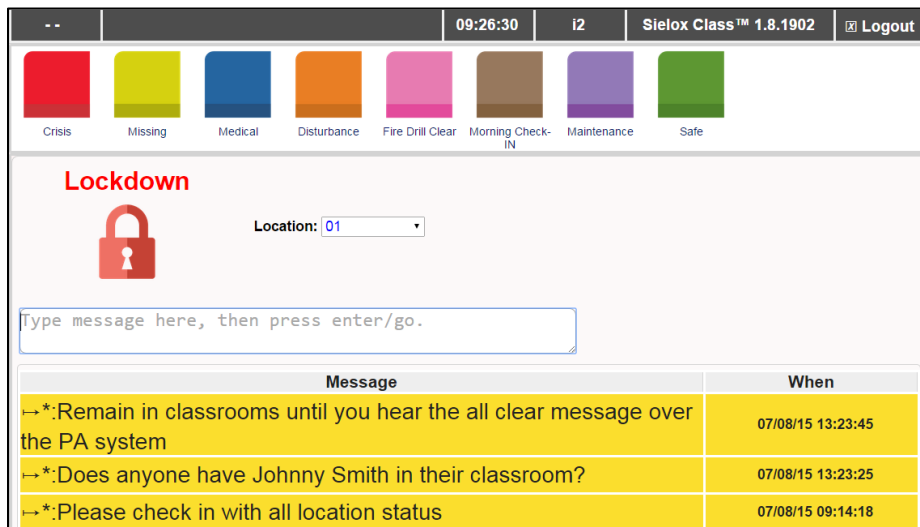 - -
09:26:30
i2
Sielox Class™ 1.8.1902
Logout
Crisis
Missing
Medical
Disturbance
Fire Drill Clear
Morning Check-
IN
Maintenance
Safe
Lockdown
Location: 01
Type message here, then press enter/go.
Message
When
↦*:Remain in classrooms until you hear the all clear message over
the PA system
07/08/15 13:23:45
↦*:Does anyone have Johnny Smith in their classroom?
07/08/15 13:23:25
↦*:Please check in with all location status
07/08/15 09:14:18